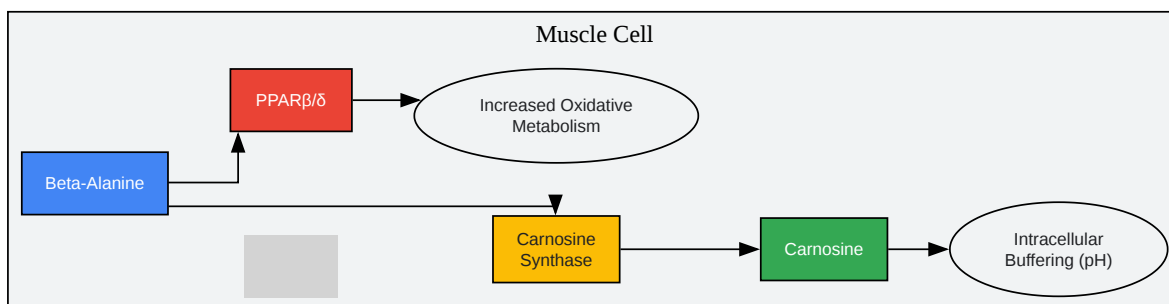 Muscle Cell
PPARβ/δ
Increased Oxidative
Metabolism
Beta-Alanine
Carnosine
Synthase
Carnosine
Intracellular
Buffering (pH)